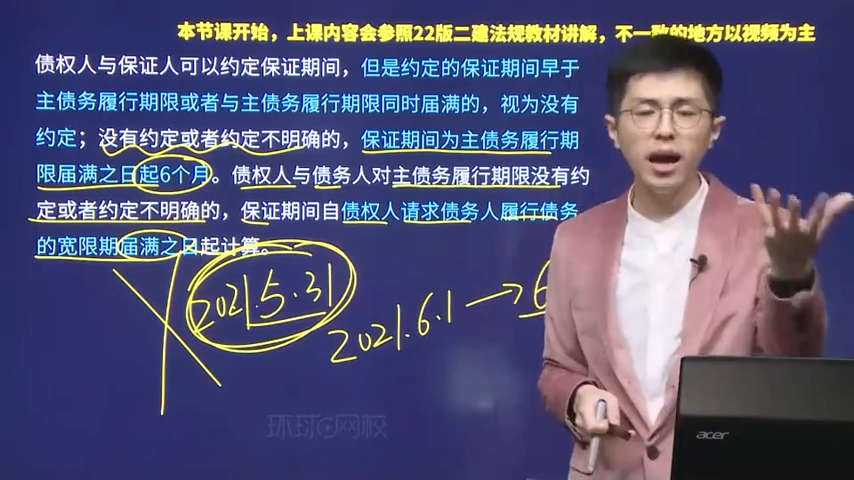 本节课开始，上课内容会参照22版二建法规教材讲解，不一致的地方以视频为主
债权人与保证人可以约定保证期间，但是约定的保证期间早于
主债务履行期限或者与主债务履行期限同时届满的，视为没有
约定；没有约定或者约定不明确的，保证期间为主债务履行期
限届满之日起6个月。债权人与债务人对主债务履行期限没有约
定或者约定不明确的，保证期间自债权人请求债务人履行债务
的宽限期届满之日起计算。
2021.5.31
2021.6.1→6
环球网校
acer